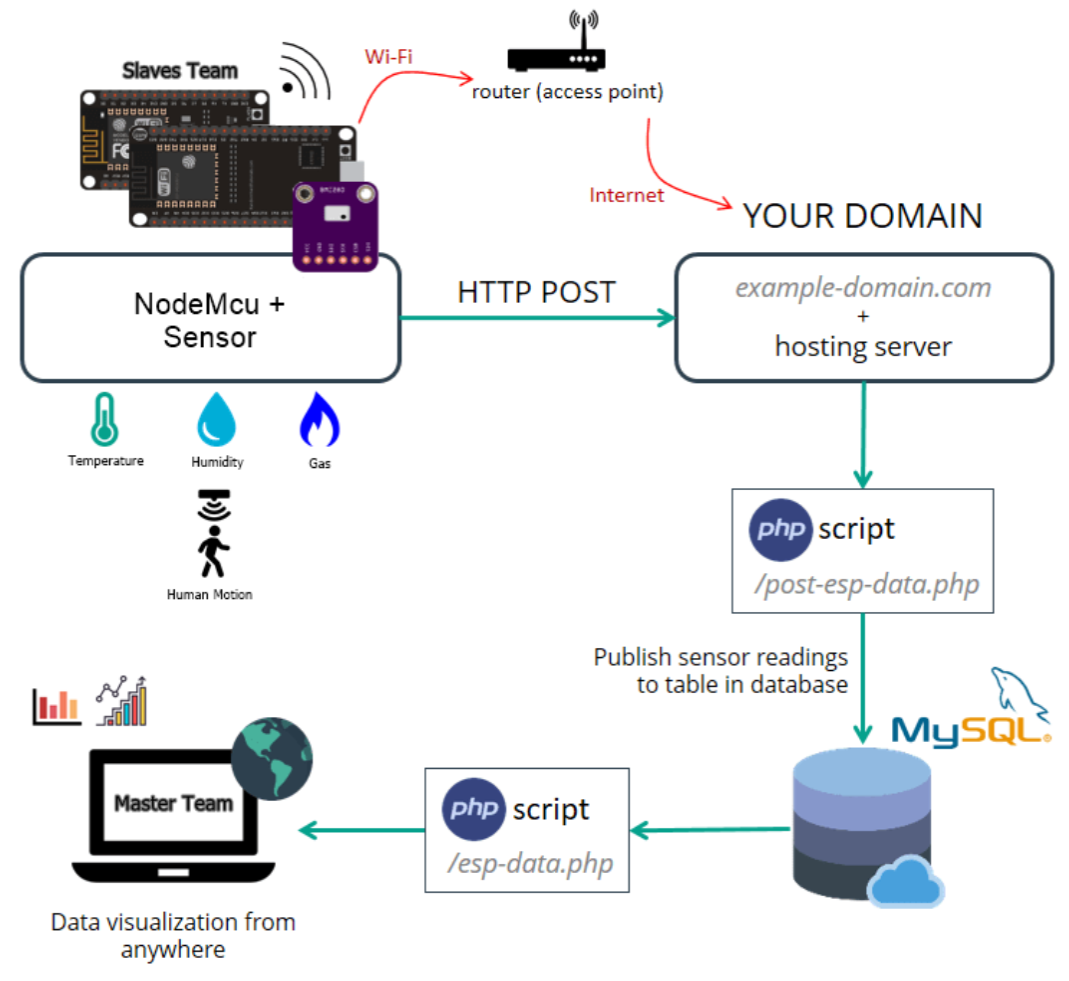 Slaves Team
Wi-Fi
router (access point)
Internet
YOUR DOMAIN
NodeMcu +
Sensor
HTTP POST
example-domain.com
+
hosting server
Temperature
Humidity
Gas
Human Motion
php script
/post-esp-data.php
Publish sensor readings
to table in database
MySQL®
Master Team
php script
/esp-data.php
Data visualization from
anywhere